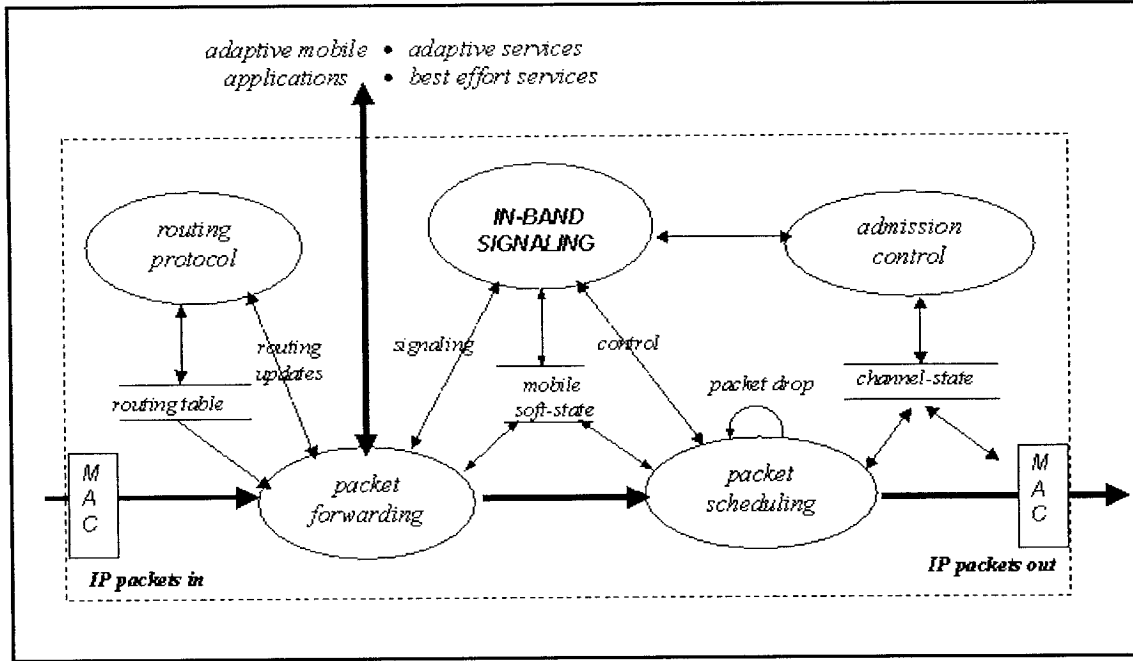 adaptive mobile • adaptive services
applications • best effort services
routing
protocol
IN-BAND
SIGNALING
admission
control
routing
updates
signaling
control
routing table
mobile
soft-state
packet drop
channel-state
M
A
C
packet
forwarding
packet
scheduling
M
A
C
IP packets in
IP packets out